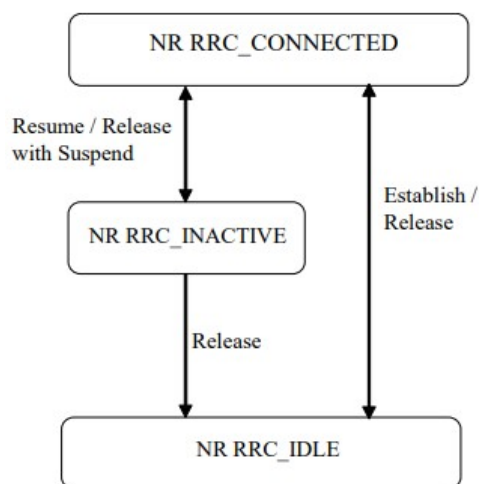 NR RRC_CONNECTED
Resume / Release
with Suspend
Establish /
Release
NR RRC_INACTIVE
Release
NR RRC_IDLE